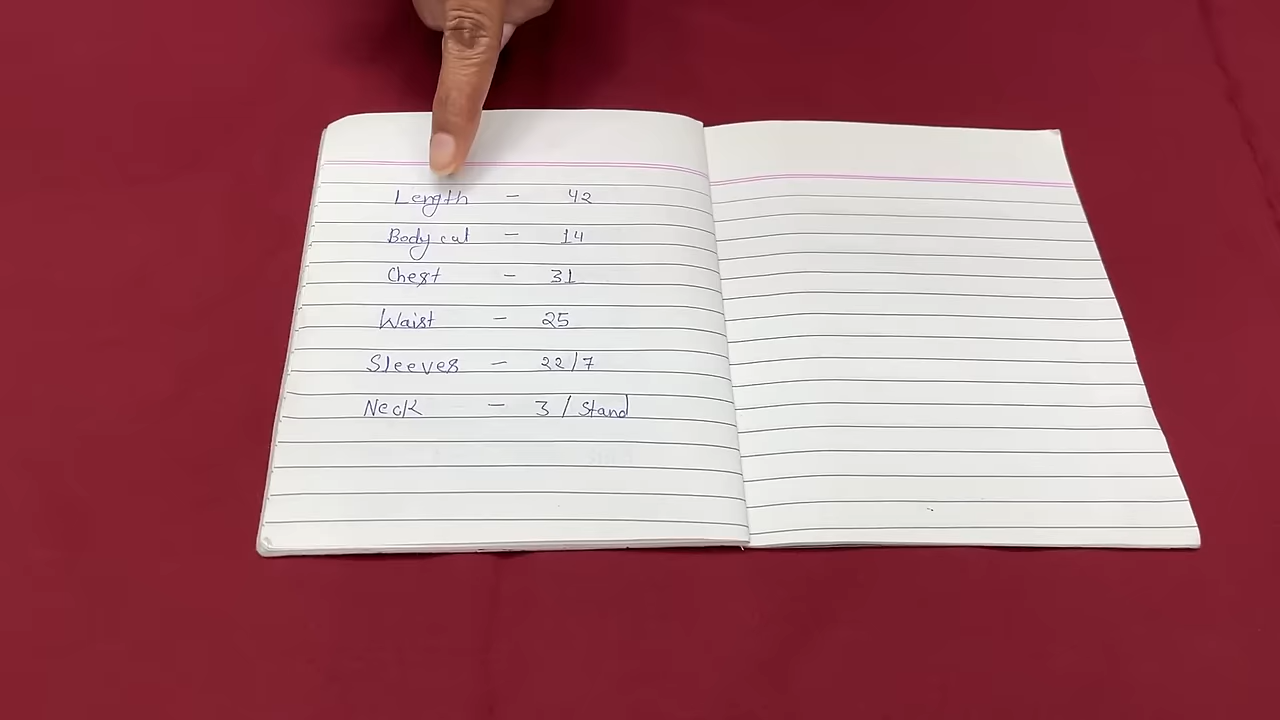 Length - 42
Body cut - 14
Chest - 31
Waist - 25
Sleeves - 22/7
Neck - 3 / Stand